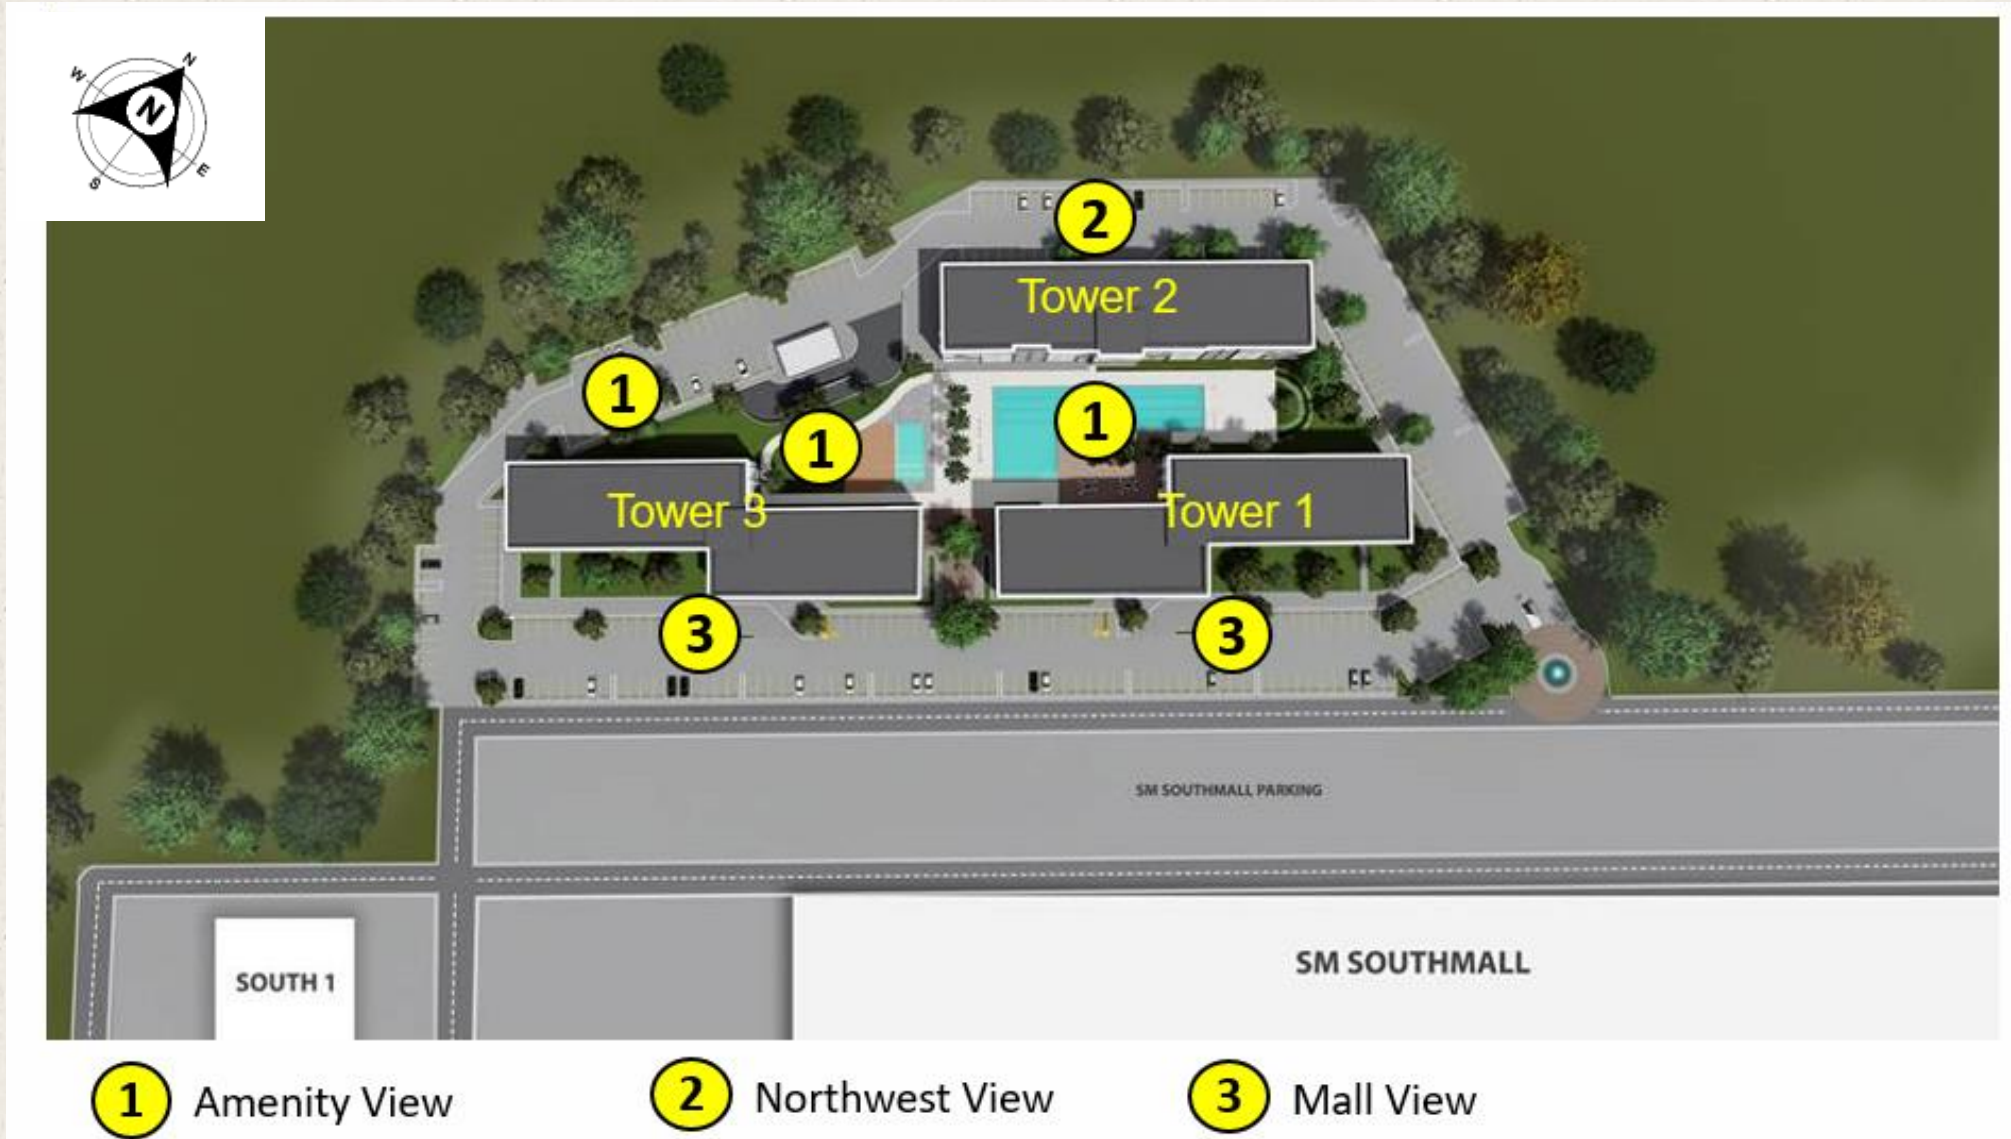 N
W
N
S
E
2
Tower 2
1
1
1
Tower 3
Tower 1
3
3
SM SOUTHMALL PARKING
SOUTH 1
SM SOUTHMALL
1 Amenity View
2 Northwest View
3 Mall View